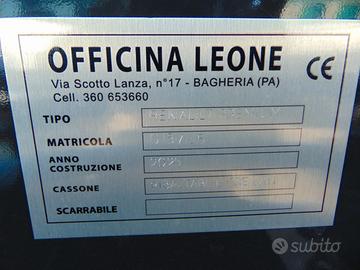 OFFICINA LEONE
Via Scotto Lanza, n°17 - BAGHERIA (PA)
Cell. 360 653660
CE
TIPO
RENAULT
MATRICOLA
ANNO
COSTRUZIONE
CASSONE
SCARRABILE
subito